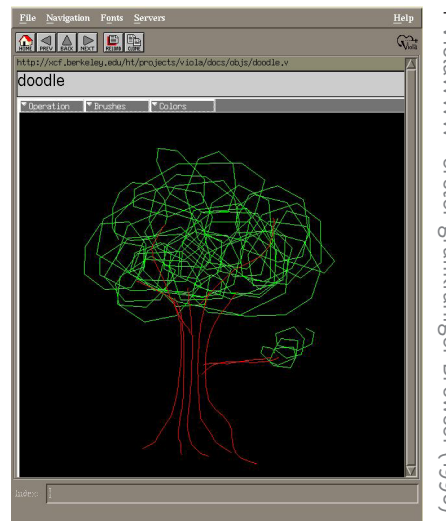 File Navigation Fonts Servers Help
HOME PREV BACK NEXT RELOAD CLONE Viola
http://xcf.berkeley.edu/ht/projects/viola/docs/objs/doodle.v
doodle
Operation Brushes Colors
Index: